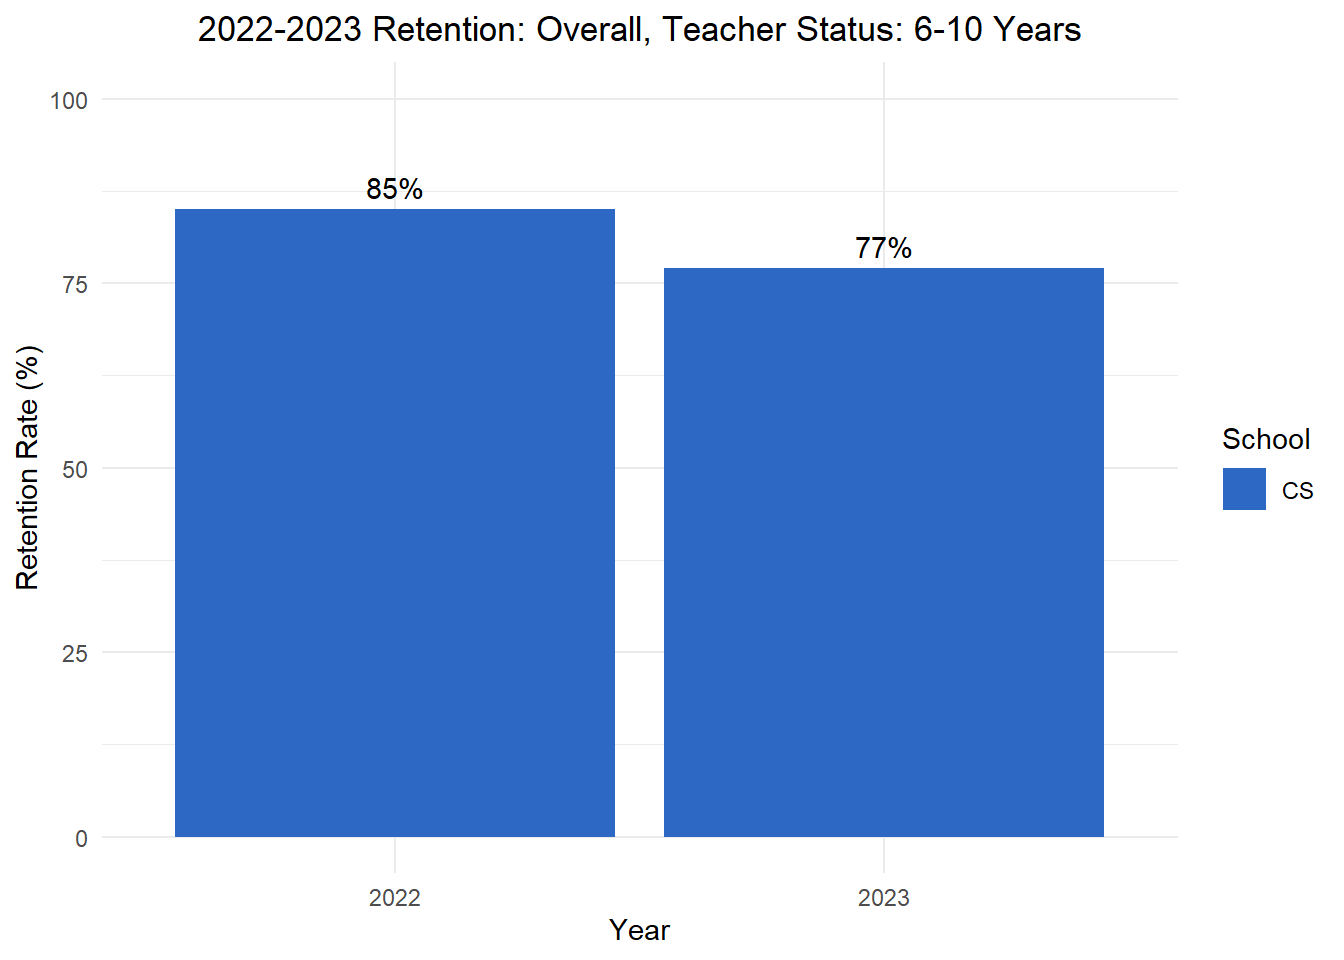 2022-2023 Retention: Overall, Teacher Status: 6-10 Years
100
85%
77%
75
50
25
0
Retention Rate (%)
2022
2023
Year
School
CS